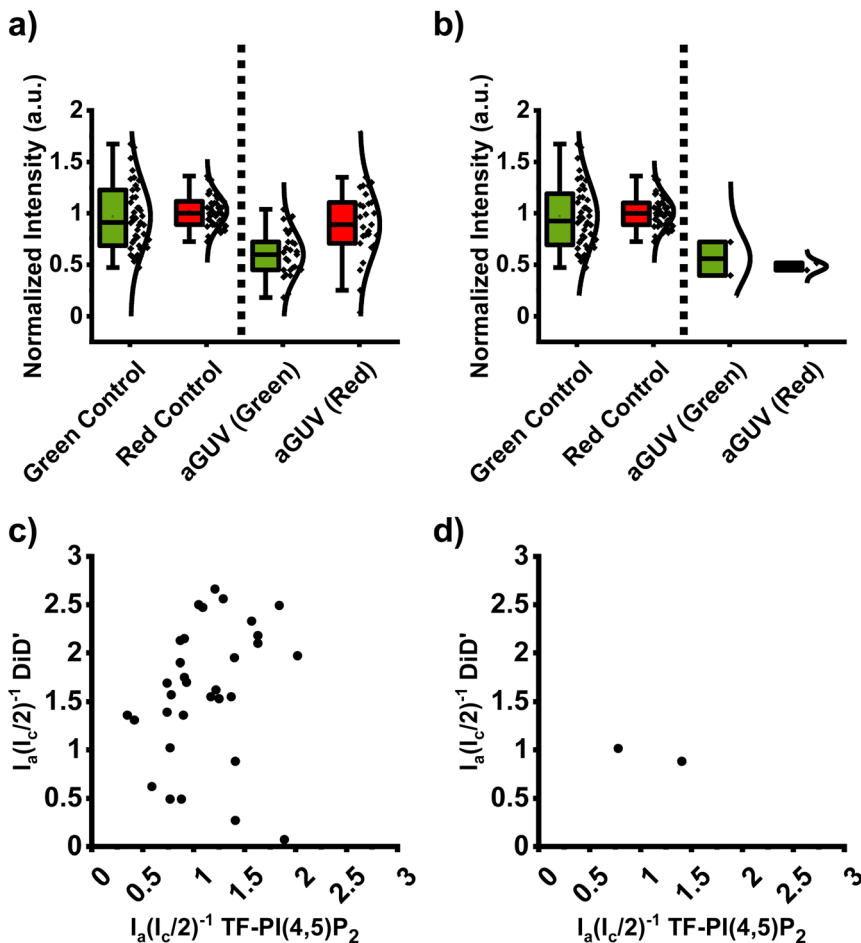 a)
Normalized Intensity (a.u.)
2
1.5
1
0.5
0
Green Control
Red Control
aGUV (Green)
aGUV (Red)
b)
Normalized Intensity (a.u.)
2
1.5
1
0.5
0
Green Control
Red Control
aGUV (Green)
aGUV (Red)
c)
Ia(Ic/2)-1 DiD'
3
2.5
2
1.5
1
0.5
0
0
0.5
1
1.5
2
2.5
3
Ia(Ic/2)-1 TF-PI(4,5)P2
d)
Ia(Ic/2)-1 DiD'
3
2.5
2
1.5
1
0.5
0
0
0.5
1
1.5
2
2.5
3
Ia(Ic/2)-1 TF-PI(4,5)P2